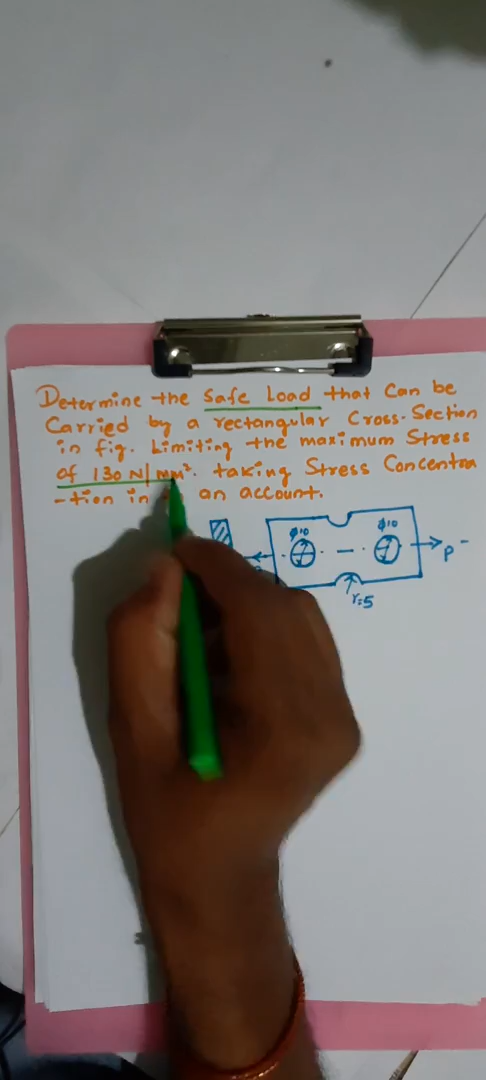 Determine the Safe Load that Can be
Carried by a rectangular Cross-Section
in fig. Limiting the maximum Stress
of 130 N/mm². taking Stress Concentra
-tion in an account.
ϕ10 ϕ10
P
r=5